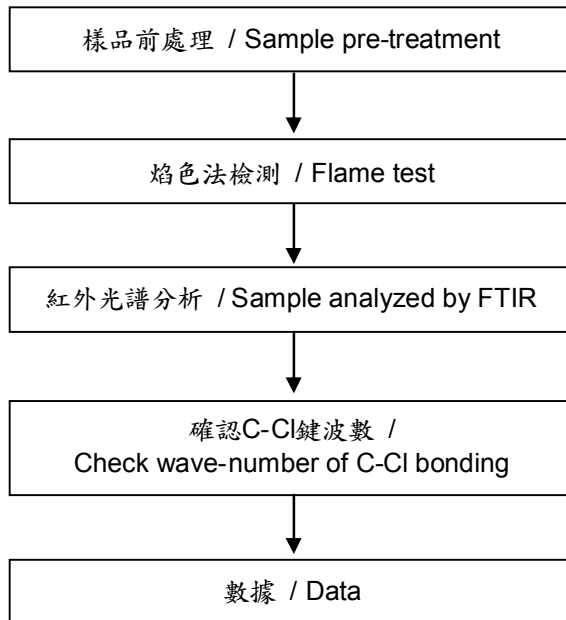 樣品前處理 / Sample pre-treatment
焰色法檢測 / Flame test
紅外光譜分析 / Sample analyzed by FTIR
確認C-Cl鍵波數 /
Check wave-number of C-Cl bonding
數據 / Data